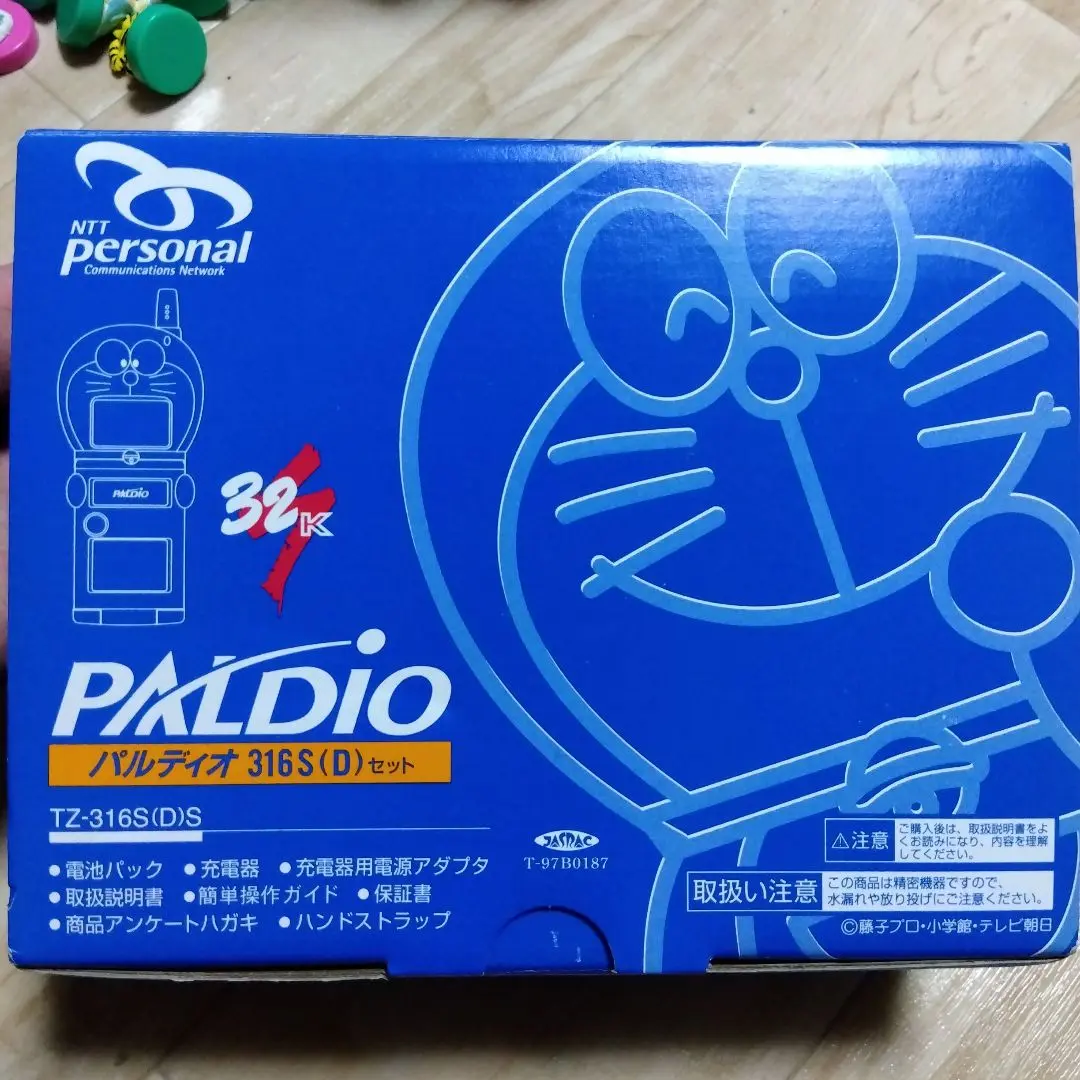 NTT
personal
Communications Network
PALDIO
32K
PALDIO
パルディオ 316S(D)セット
TZ-316S(D)S
●電池パック ●充電器 ●充電器用電源アダプタ
●取扱説明書 ●簡単操作ガイド ●保証書
●商品アンケートハガキ ●ハンドストラップ
JASRAC
T-97B0187
⚠注意
ご購入後は、取扱説明書をよ
くお読みになり、内容を理解
してください。
取扱い注意
この商品は精密機器ですので、
水漏れや放り投げにご注意ください。
©藤子プロ・小学館・テレビ朝日